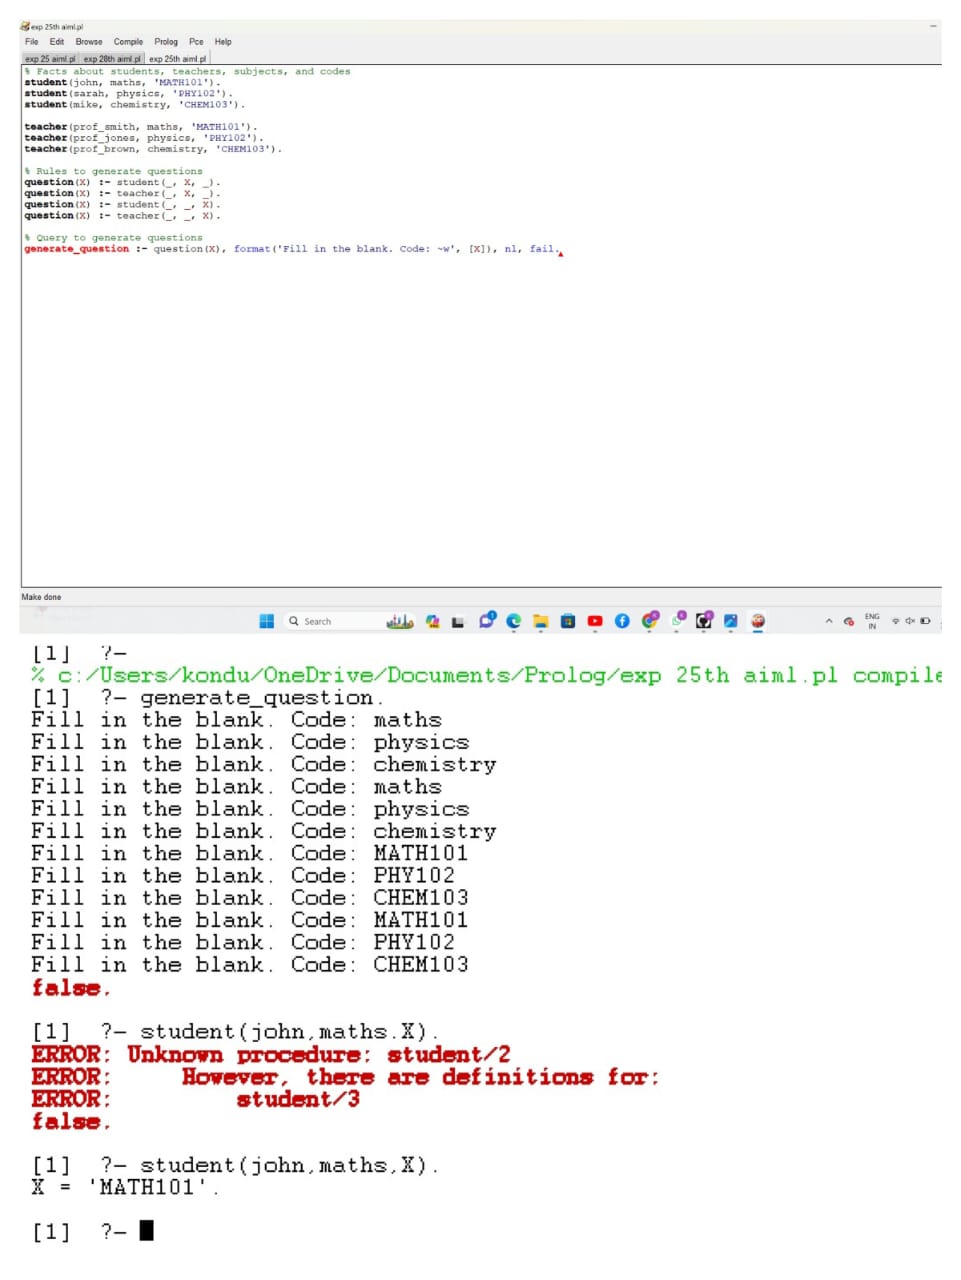 exp 25th aiml.pl
File Edit Browse Compile Prolog Pce Help
exp 25 aiml.pl exp 28th aiml.pl exp 25th aiml.pl
% Facts about students, teachers, subjects, and codes
student(john, maths, 'MATH101').
student(sarah, physics, 'PHY102').
student(mike, chemistry, 'CHEM103').
teacher(prof_smith, maths, 'MATH101').
teacher(prof_jones, physics, 'PHY102').
teacher(prof_brown, chemistry, 'CHEM103').
% Rules to generate questions
question(X) :- student(_, X, _).
question(X) :- teacher(_, X, _).
question(X) :- student(_, _, X).
question(X) :- teacher(_, _, X).
% Query to generate questions
generate_question :- question(X), format('Fill in the blank. Code: ~w', [X]), nl, fail.
Make done
Search
ENG
IN
[1] ?-
% c:/Users/kondu/OneDrive/Documents/Prolog/exp 25th aiml.pl compile
[1] ?- generate_question.
Fill in the blank. Code: maths
Fill in the blank. Code: physics
Fill in the blank. Code: chemistry
Fill in the blank. Code: maths
Fill in the blank. Code: physics
Fill in the blank. Code: chemistry
Fill in the blank. Code: MATH101
Fill in the blank. Code: PHY102
Fill in the blank. Code: CHEM103
Fill in the blank. Code: MATH101
Fill in the blank. Code: PHY102
Fill in the blank. Code: CHEM103
false.
[1] ?- student(john,maths.X).
ERROR: Unknown procedure: student/2
ERROR: However, there are definitions for:
ERROR: student/3
false.
[1] ?- student(john,maths,X).
X = 'MATH101'.
[1] ?-